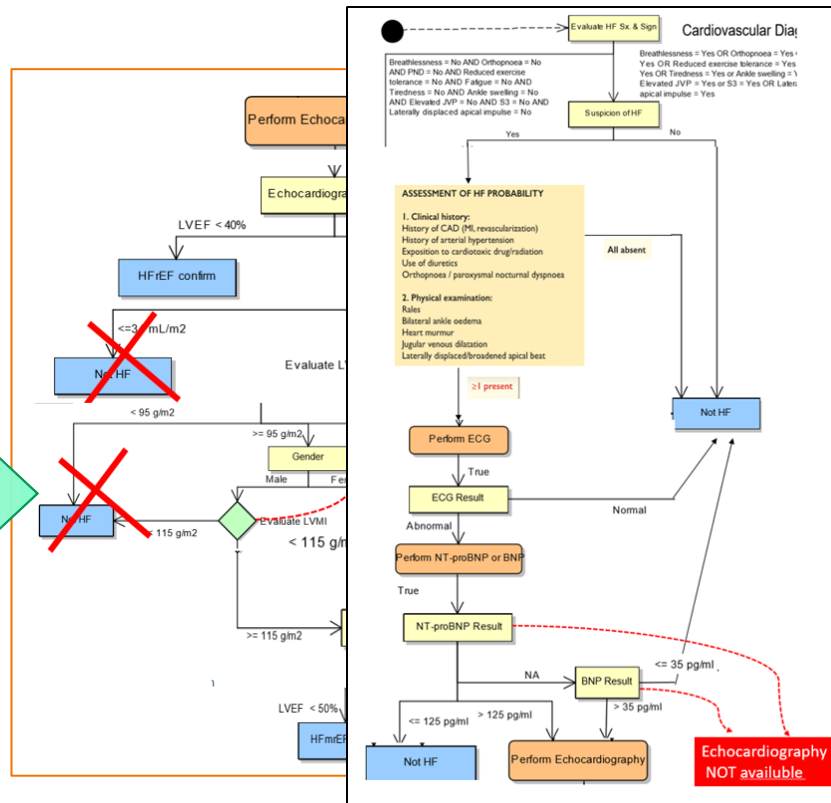 Perform Echoca
Echocardiogra
LVEF < 40%
HFrEF confirm
Not HF
Evaluate LV
< 95 g/m2
>= 95 g/m2
Gender
Male
Fe
Not HF
115 g/m2
Evaluate LVMI
< 115 g/m
>= 115 g/m2
LVEF < 50%
HFmrEF
Cardiovascular Diag
Evaluate HF Sx. & Sign
Breathlessness = No AND Orthopnoea = No
AND PND = No AND Reduced exercise
tolerance = No AND Fatigue = No AND
Tiredness = No AND Ankle swelling = No
AND Elevated JVP = No AND S3 = No AND
Laterally displaced apical impulse = No
Breathlessness = Yes OR Orthopnoea = Yes
Yes OR Reduced exercise tolerance = Yes
Yes OR Tiredness = Yes or Ankle swelling =
Elevated JVP = Yes or S3 = Yes OR Latera
apical impulse = Yes
Suspicion of HF
Yes
No
ASSESSMENT OF HF PROBABILITY
1. Clinical history:
History of CAD (MI, revascularization)
History of arterial hypertension
Exposition to cardiotoxic drug/radiation
Use of diuretics
Orthopnoea / paroxysmal nocturnal dyspnoea
2. Physical examination:
Rales
Bilateral ankle oedema
Heart murmur
Jugular venous dilatation
Laterally displaced/broadened apical beat
All absent
≥1 present
Not HF
Perform ECG
True
ECG Result
Normal
Abnormal
Perform NT-proBNP or BNP
True
NT-proBNP Result
NA
BNP Result
<= 35 pg/ml
> 35 pg/ml
<= 125 pg/ml
> 125 pg/ml
Not HF
Perform Echocardiography
Echocardiography
NOT available